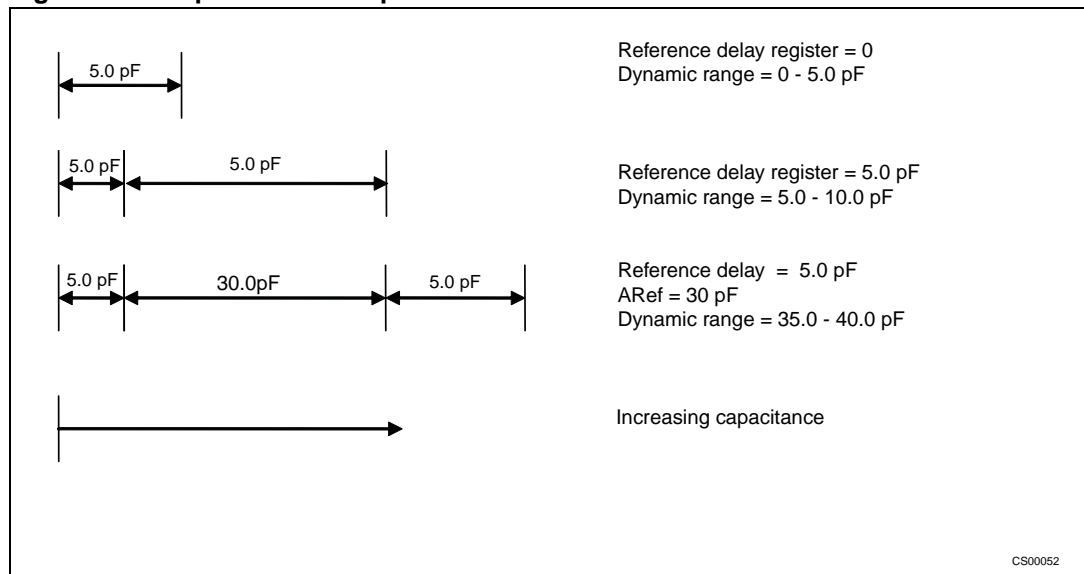 5.0 pF
Reference delay register = 0
Dynamic range = 0 - 5.0 pF
5.0 pF
5.0 pF
Reference delay register = 5.0 pF
Dynamic range = 5.0 - 10.0 pF
5.0 pF
30.0pF
5.0 pF
Reference delay = 5.0 pF
ARef = 30 pF
Dynamic range = 35.0 - 40.0 pF
Increasing capacitance
CS00052